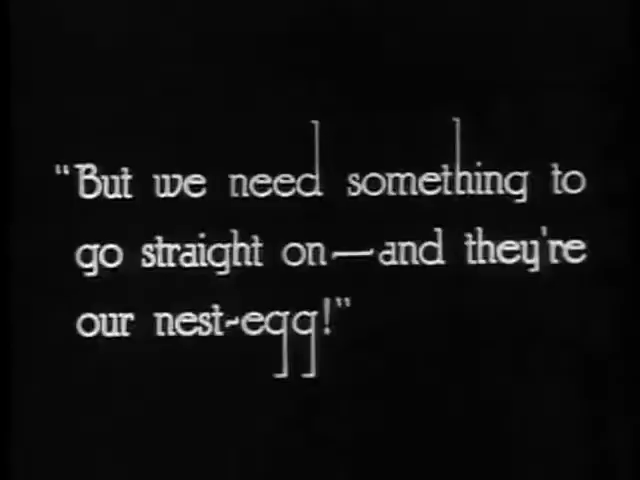 "But we need something to
go straight on—and they're
our nest-egg!"